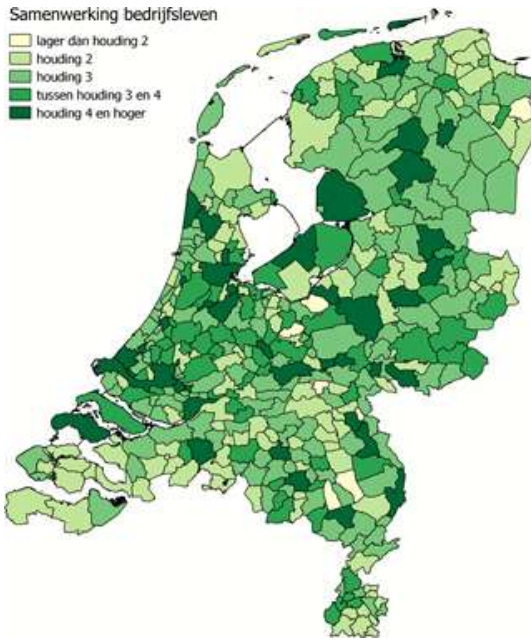 Samenwerking bedrijfsleven
lager dan houding 2
houding 2
houding 3
tussen houding 3 en 4
houding 4 en hoger